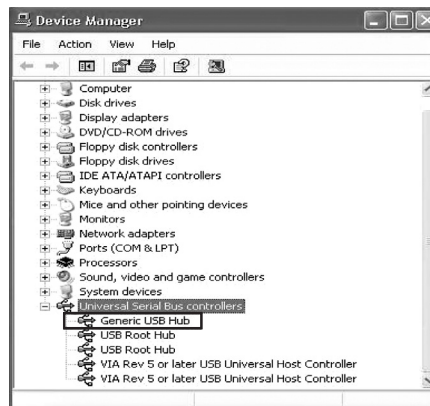 Device Manager
File Action View Help
Computer
Disk drives
Display adapters
DVD/CD-ROM drives
Floppy disk controllers
Floppy disk drives
IDE ATA/ATAPI controllers
Keyboards
Mice and other pointing devices
Monitors
Network adapters
Ports (COM & LPT)
Processors
Sound, video and game controllers
System devices
Universal Serial Bus controllers
Generic USB Hub
USB Root Hub
USB Root Hub
VIA Rev 5 or later USB Universal Host Controller
VIA Rev 5 or later USB Universal Host Controller